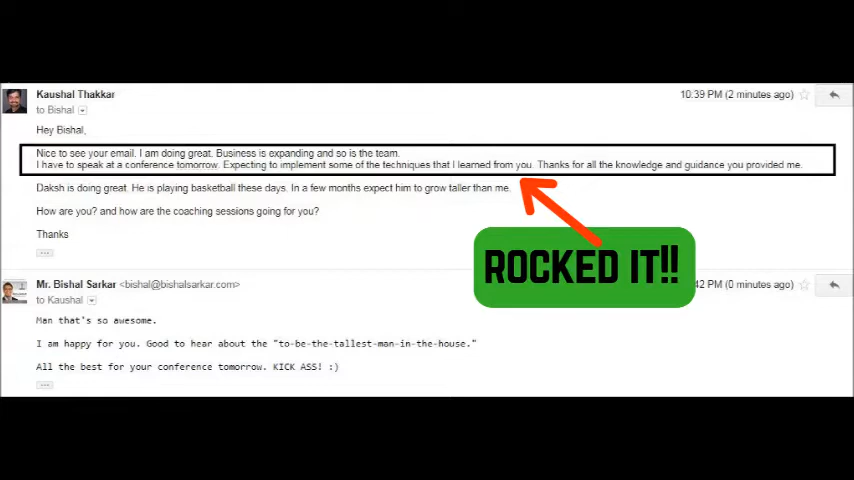 Kaushal Thakkar
10:39 PM (2 minutes ago)
to Bishal
Hey Bishal,
Nice to see your email. I am doing great. Business is expanding and so is the team.
I have to speak at a conference tomorrow. Expecting to implement some of the techniques that I learned from you. Thanks for all the knowledge and guidance you provided me.
Daksh is doing great. He is playing basketball these days. In a few months expect him to grow taller than me.
How are you? and how are the coaching sessions going for you?
Thanks
ROCKED IT!!
Mr. Bishal Sarkar <bishal@bishalsarkar.com>
42 PM (0 minutes ago)
to Kaushal
Man that's so awesome.
I am happy for you. Good to hear about the "to-be-the-tallest-man-in-the-house."
All the best for your conference tomorrow. KICK ASS! :)